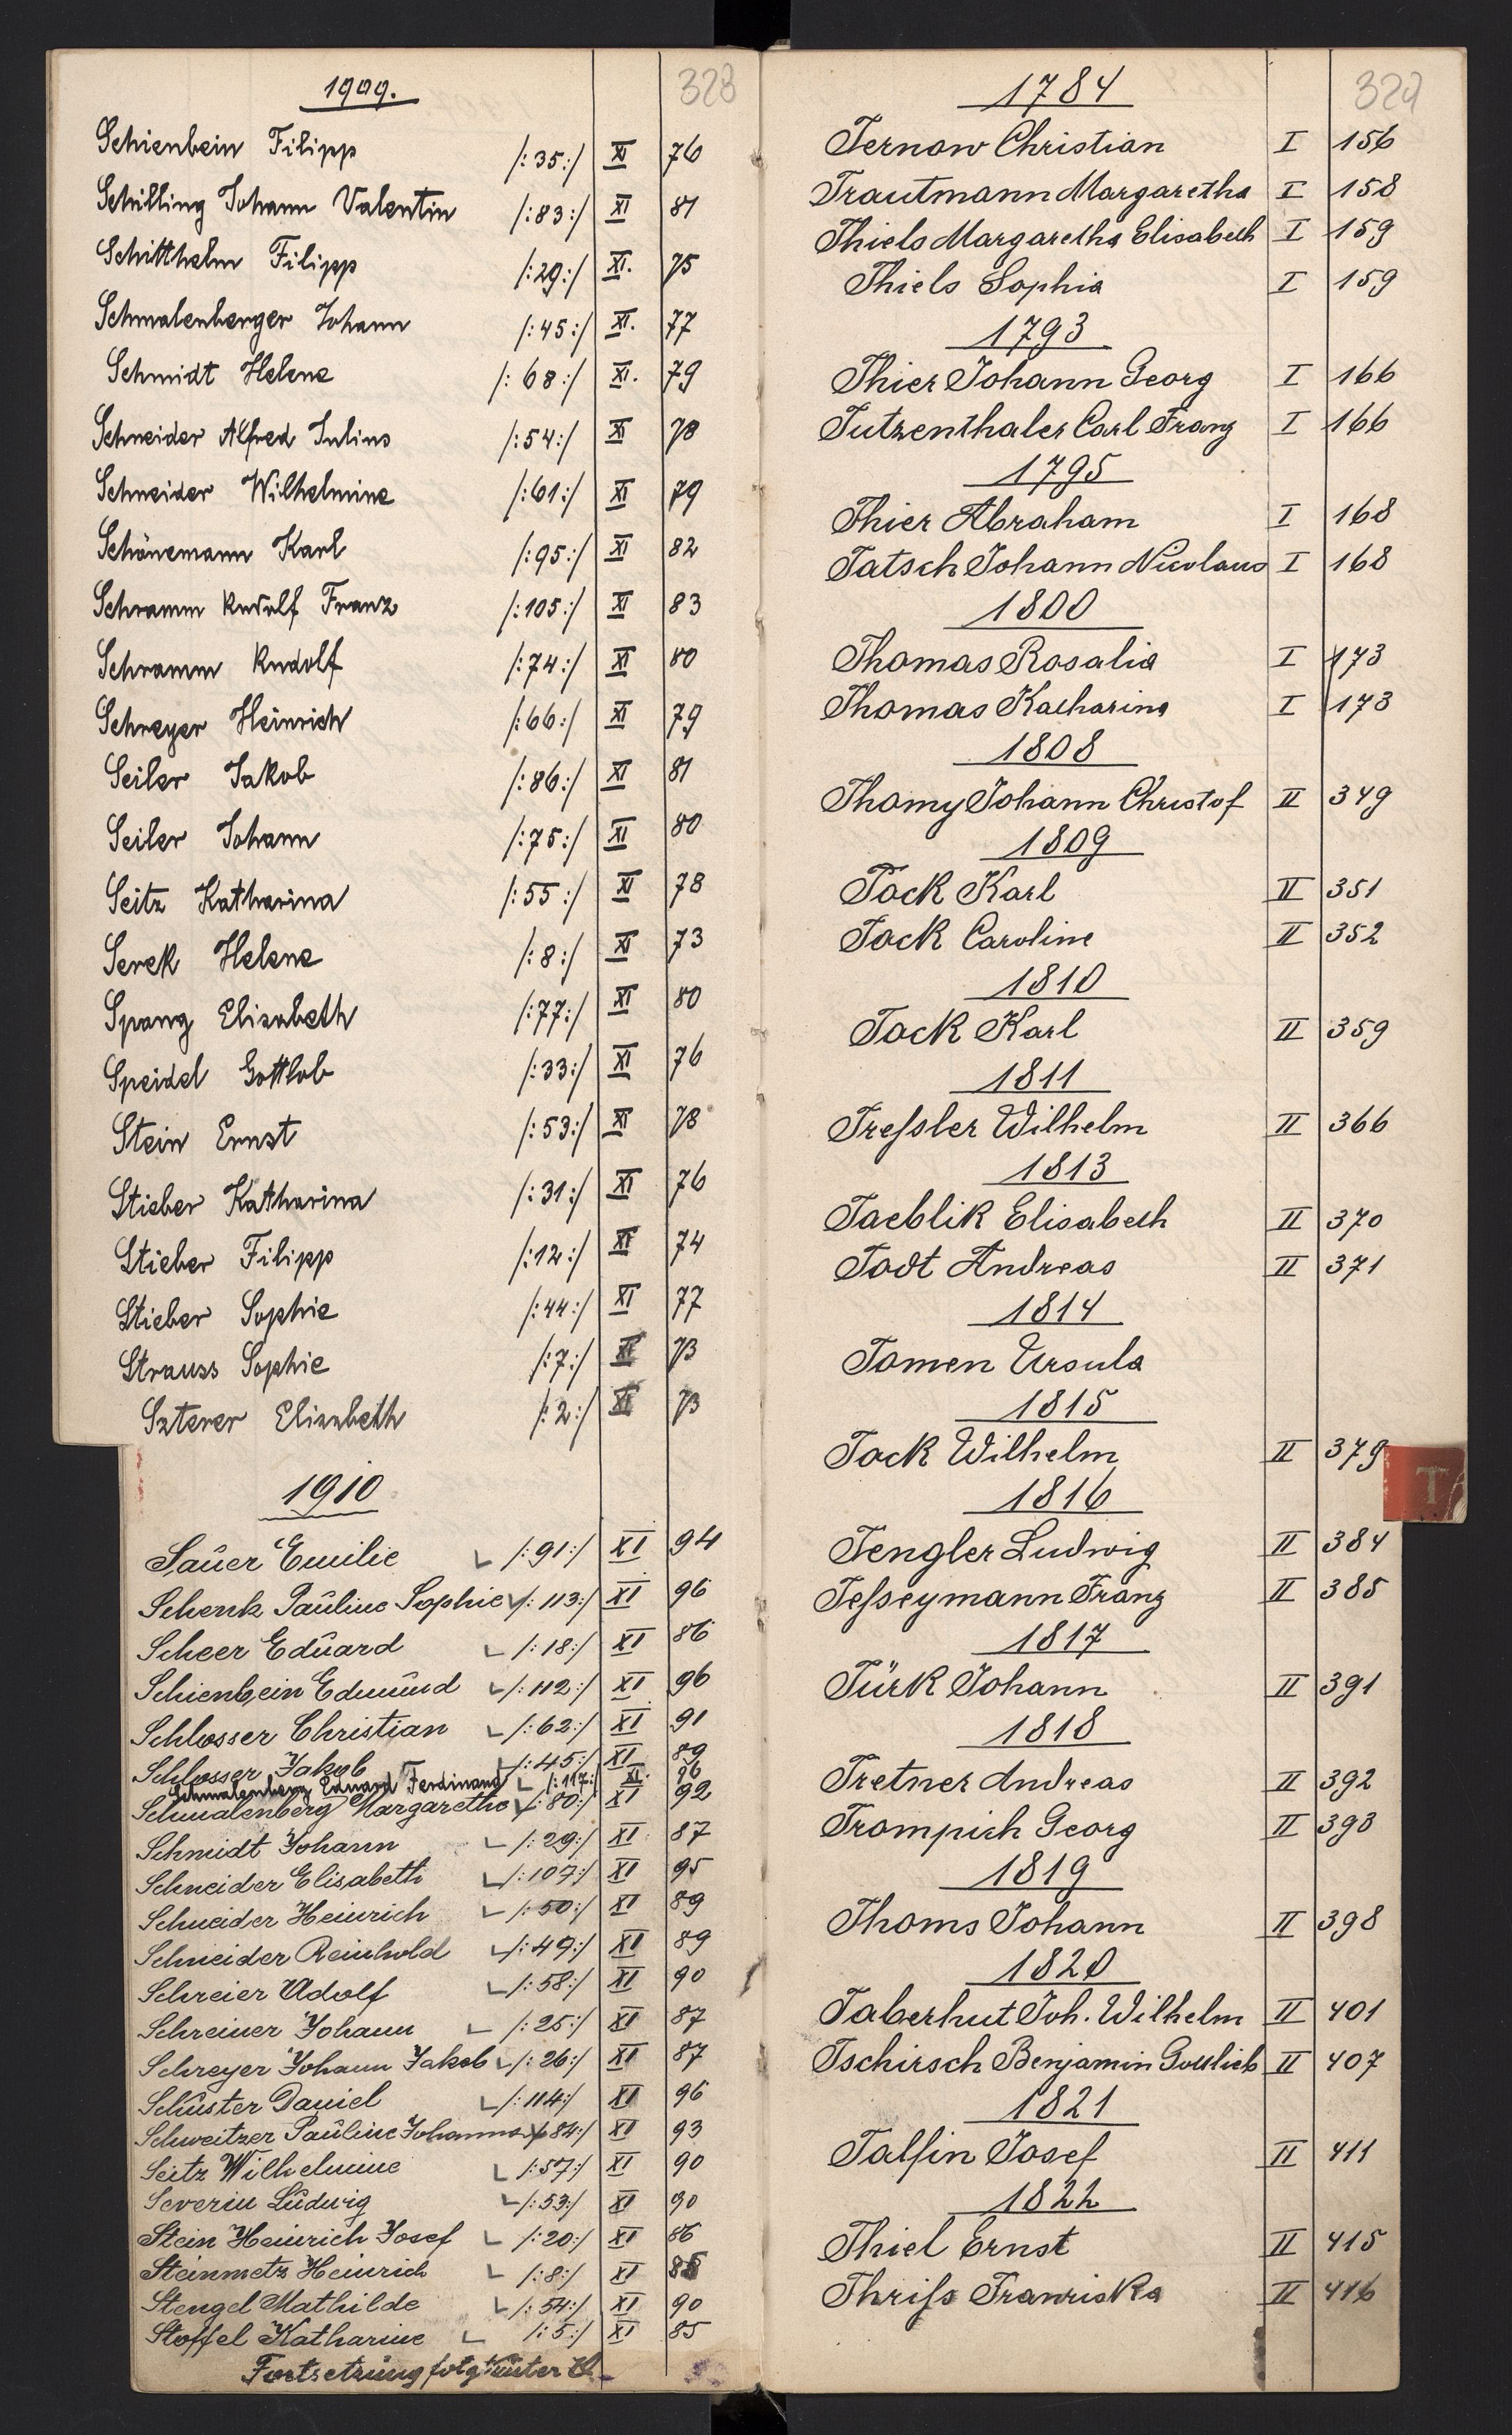 1909. 323
Schienbein Filipp /:35:/ XI 76
Schilling Johann Valentin /:83:/ XI 81
Schitthelm Filipp /:29:/ XI. 75
Schmalenberger Johann /:45:/ XI. 77
Schmidt Helene /:68:/ XI. 79
Schneider Alfred Julius /:54:/ XI 78
Schneider Wilhelmine /:61:/ XI 79
Schönemann Karl /:95:/ XI 82
Schramm Rudolf Franz /:105:/ XI 83
Schramm Rudolf /:74:/ XI 80
Schreyer Heinrich /:66:/ XI 79
Seiler Jakob /:86:/ XI 81
Seiler Johann /:75:/ XI 80
Seitz Katharina /:55:/ XI 78
Serek Helene /:8:/ XI 73
Spang Elisabeth /:77:/ XI 80
Speidel Gottlob /:33:/ XI 76
Stein Ernst /:53:/ XI 78
Stieber Katharina /:31:/ XI 76
Stieber Filipp /:12:/ XI 74
Stieber Sophie /:44:/ XI 77
Strauss Sophie /:7:/ XI 73
Szterer Elisabeth /:2:/ XI 73
1910
Saŭer Emilie /:91:/ XI 94
Schenk Paŭline Sophie /:113:/ XI 96
Scheer Edŭard /:18:/ XI 86
Schienbein Edmŭnd /:112:/ XI 96
Schlosser Christian /:62:/ XI 91
Schlosser Jakob /:45:/ XI 89
Schmalenberg Eduard Ferdinand /:117:/ XI. 96
Schmalenberg Margarethe /:80:/ XI 92
Schmidt Johann /:29:/ XI 87
Schneider Elisabeth /:107:/ XI 95
Schneider Heinrich /:50:/ XI 89
Schneider Reinhold /:49:/ XI 89
Schreier Adolf /:58:/ XI 90
Schreiner Johann /:25:/ XI 87
Schreyer Johann Jakob /:26:/ XI 87
Schŭster Daniel /:114:/ XI 96
Schweitzer Paŭline Johanna /:84:/ XI 93
Seitz Wilhelmine /:57:/ XI 90
Severin Lŭdwig /:53:/ XI 90
Stein Heinrich Josef /:20:/ XI 86
Steinmetz Heinrich /:8:/ XI
Stengel Mathilde /:54:/ XI 90
Stoffel Katharine /:5:/ XI 85
Fortsetzŭng folgt ŭnter
1784 324
Ternow Christian I 156
Trautmann Margaretha I 158
Thiels Margaretha Elisabeth I 159
Thiels Sophia I 159
1793
Thier Johann Georg I 166
Tutzenthaler Carl Franz I 166
1795
Thier Abraham I 168
Tatsch Johann Nicolaus I 168
1800
Thomas Rosalia I 173
Thomas Katharina I 173
1808
Thomy Johann Christof II 349
1809
Tack Karl II 351
Tack Caroline II 352
1810
Tack Karl II 359
1811
Treſsler Wilhelm II 366
1813
Taeblik Elisabeth II 370
Todt Andreas II 371
1814
Tomen Ursula
1815
Tack Wilhelm II 379
T
1816
Tengler Ludwig II 384
Teſseymann Franz II 385
1817
Türk Johann II 391
1818
Tretner Andreas II 392
Trompich Georg II 393
1819
Thoms Johann II 398
1820
Taberhut Joh. Wilhelm II 401
Tschirsch Benjamin Gottlieb II 407
1821
Talfin Josef II 411
1822
Thiel Ernst II 415
Thriſs Franziska II 416